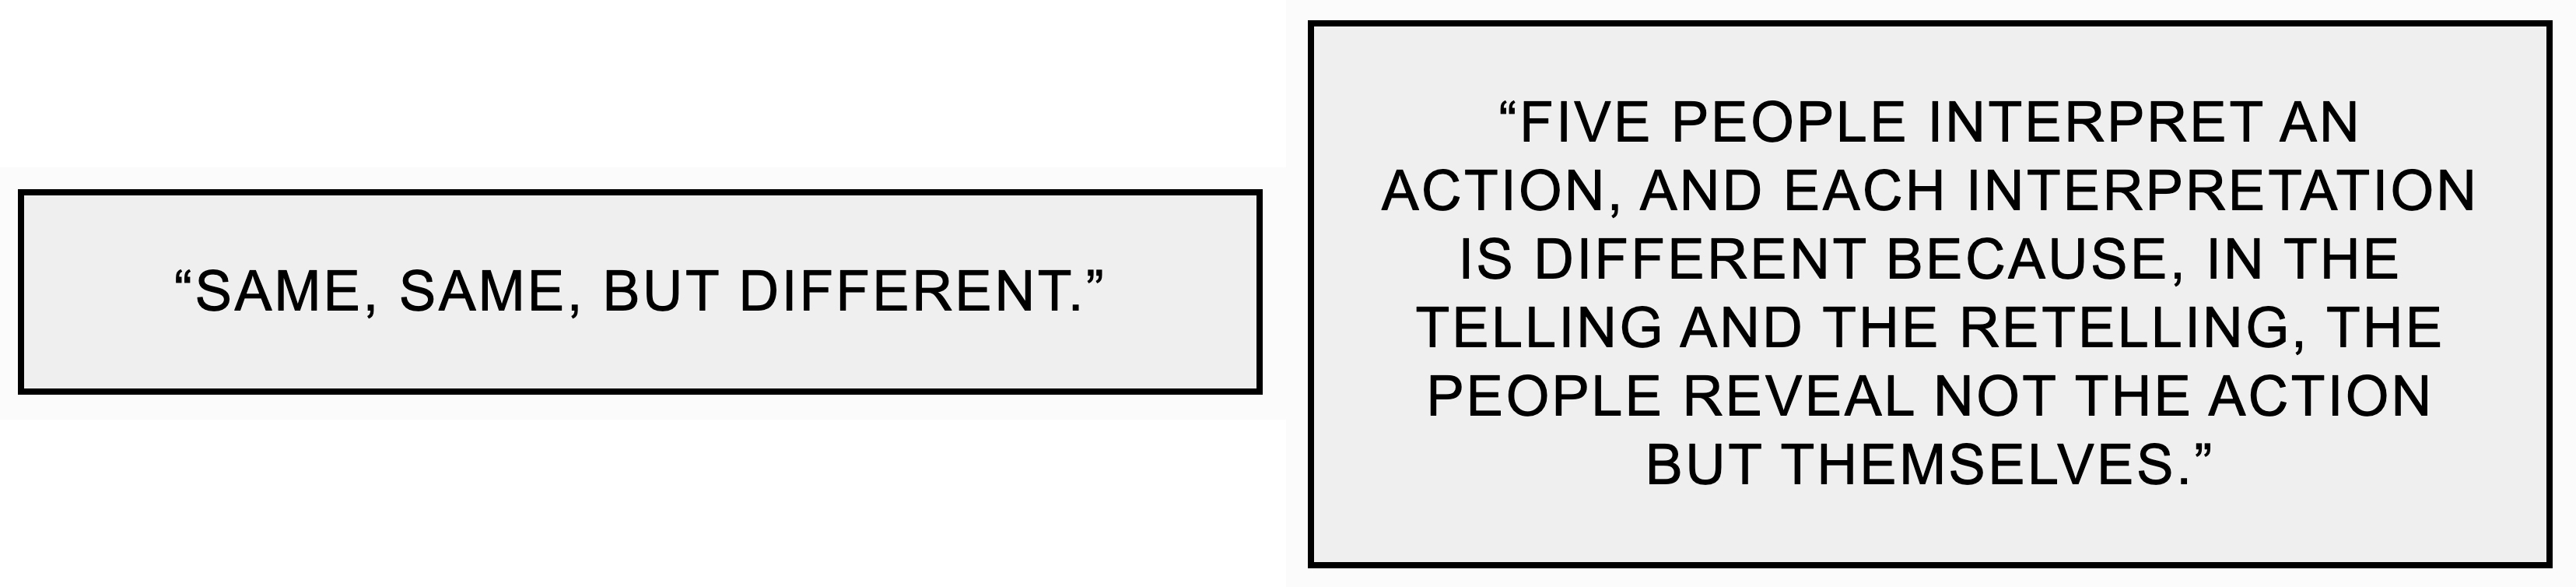 “SAME, SAME, BUT DIFFERENT.”
“FIVE PEOPLE INTERPRET AN
ACTION, AND EACH INTERPRETATION
IS DIFFERENT BECAUSE, IN THE
TELLING AND THE RETELLING, THE
PEOPLE REVEAL NOT THE ACTION
BUT THEMSELVES.”